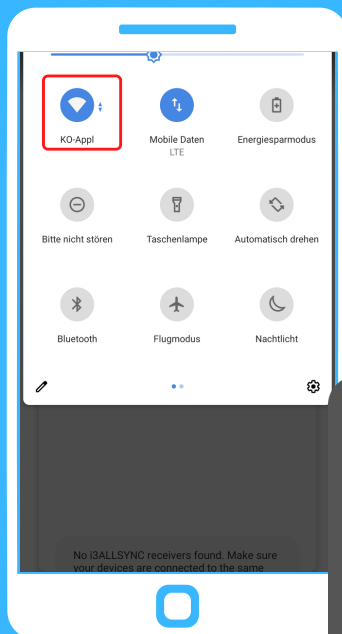 KO-Appl
Mobile Daten
LTE
Energiesparmodus
Bitte nicht stören
Taschenlampe
Automatisch drehen
Bluetooth
Flugmodus
Nachtlicht
No i3ALLSYNC receivers found. Make sure
your devices are connected to the same